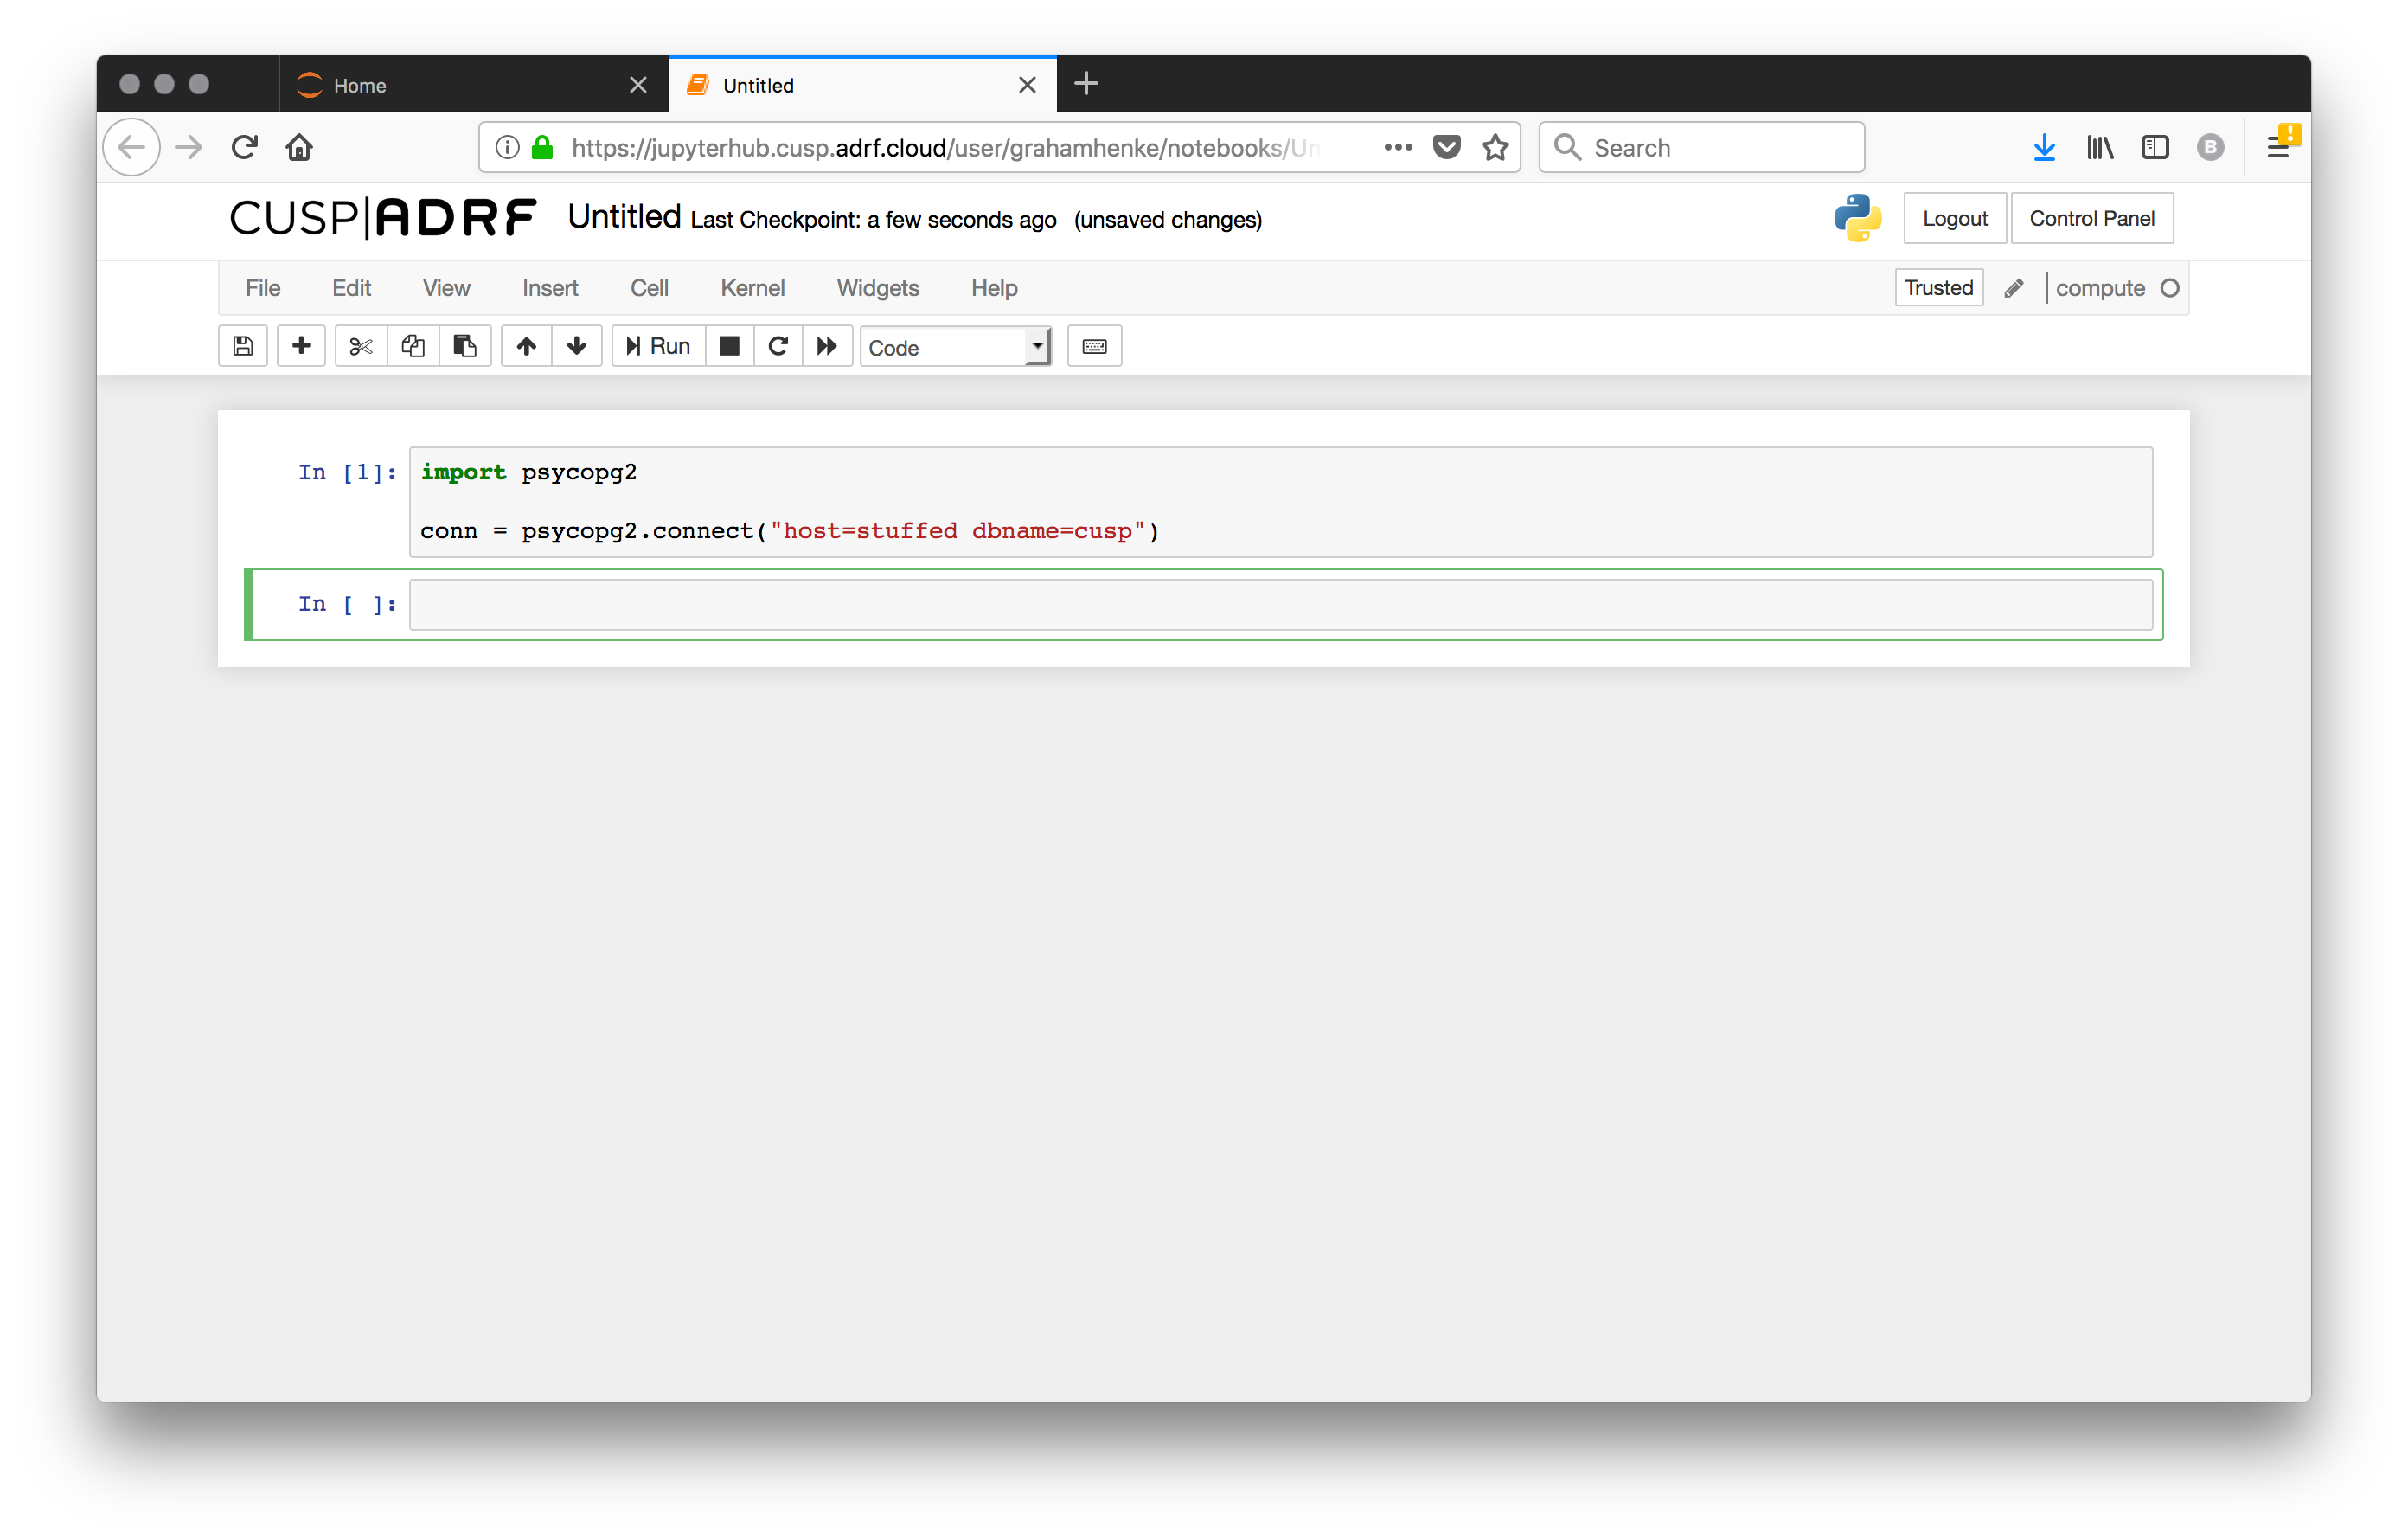 Home
Untitled
https://jupyterhub.cusp.adrf.cloud/user/grahamhenke/notebooks/Un
Search
B
CUSP|ADRF Untitled Last Checkpoint: a few seconds ago (unsaved changes)
Logout
Control Panel
File Edit View Insert Cell Kernel Widgets Help
Trusted
compute
Run
Code
In [1]: import psycopg2
conn = psycopg2.connect("host=stuffed dbname=cusp")
In [ ]: